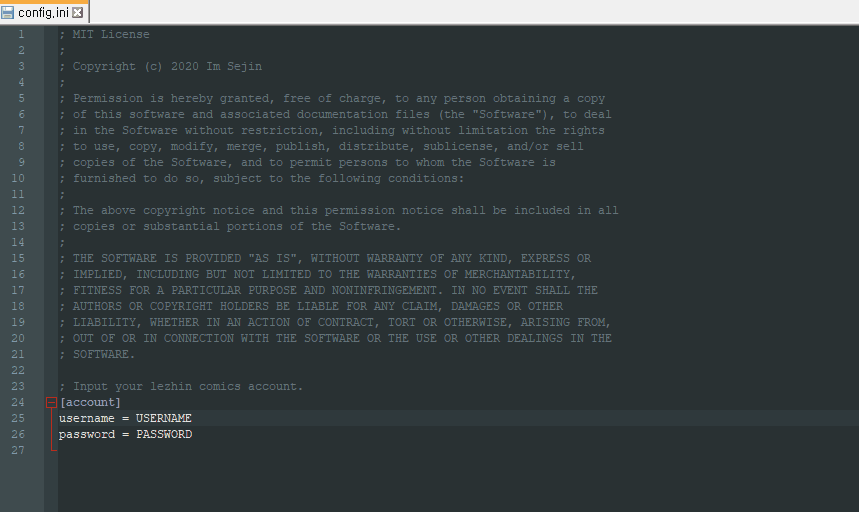 config.ini
1 ; MIT License
2 ;
3 ; Copyright (c) 2020 Im Sejin
4 ;
5 ; Permission is hereby granted, free of charge, to any person obtaining a copy
6 ; of this software and associated documentation files (the "Software"), to deal
7 ; in the Software without restriction, including without limitation the rights
8 ; to use, copy, modify, merge, publish, distribute, sublicense, and/or sell
9 ; copies of the Software, and to permit persons to whom the Software is
10 ; furnished to do so, subject to the following conditions:
11 ;
12 ; The above copyright notice and this permission notice shall be included in all
13 ; copies or substantial portions of the Software.
14 ;
15 ; THE SOFTWARE IS PROVIDED "AS IS", WITHOUT WARRANTY OF ANY KIND, EXPRESS OR
16 ; IMPLIED, INCLUDING BUT NOT LIMITED TO THE WARRANTIES OF MERCHANTABILITY,
17 ; FITNESS FOR A PARTICULAR PURPOSE AND NONINFRINGEMENT. IN NO EVENT SHALL THE
18 ; AUTHORS OR COPYRIGHT HOLDERS BE LIABLE FOR ANY CLAIM, DAMAGES OR OTHER
19 ; LIABILITY, WHETHER IN AN ACTION OF CONTRACT, TORT OR OTHERWISE, ARISING FROM,
20 ; OUT OF OR IN CONNECTION WITH THE SOFTWARE OR THE USE OR OTHER DEALINGS IN THE
21 ; SOFTWARE.
22
23 ; Input your lezhin comics account.
24 [account]
25 username = USERNAME
26 password = PASSWORD
27